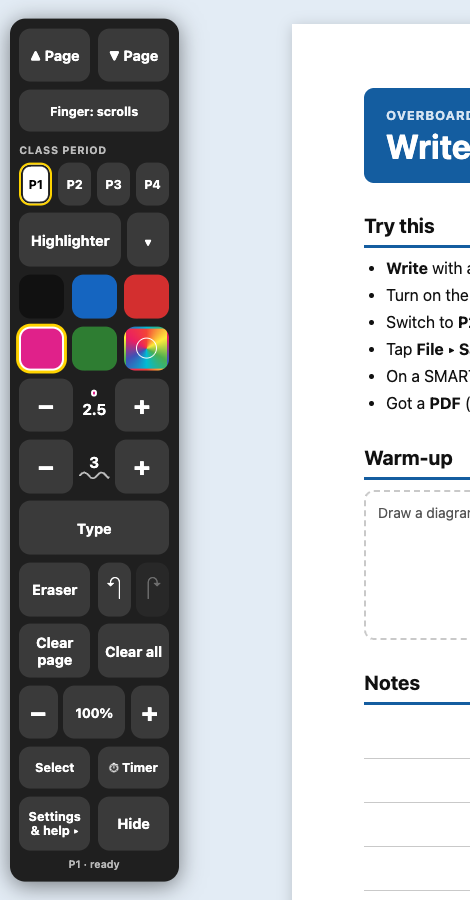 ▲ Page ▼ Page
Finger: scrolls
CLASS PERIOD
P1 P2 P3 P4
Highlighter ▾
− 2.5 +
− 3 +
Type
Eraser
Clear page
Clear all
− 100% +
Select ⏱ Timer
Settings & help ▸
Hide
P1 · ready
OVERBOARD
Write
Try this
• Write with a
• Turn on the
• Switch to P
• Tap File ▸ S
• On a SMAR
• Got a PDF (
Warm-up
Draw a diagram
Notes